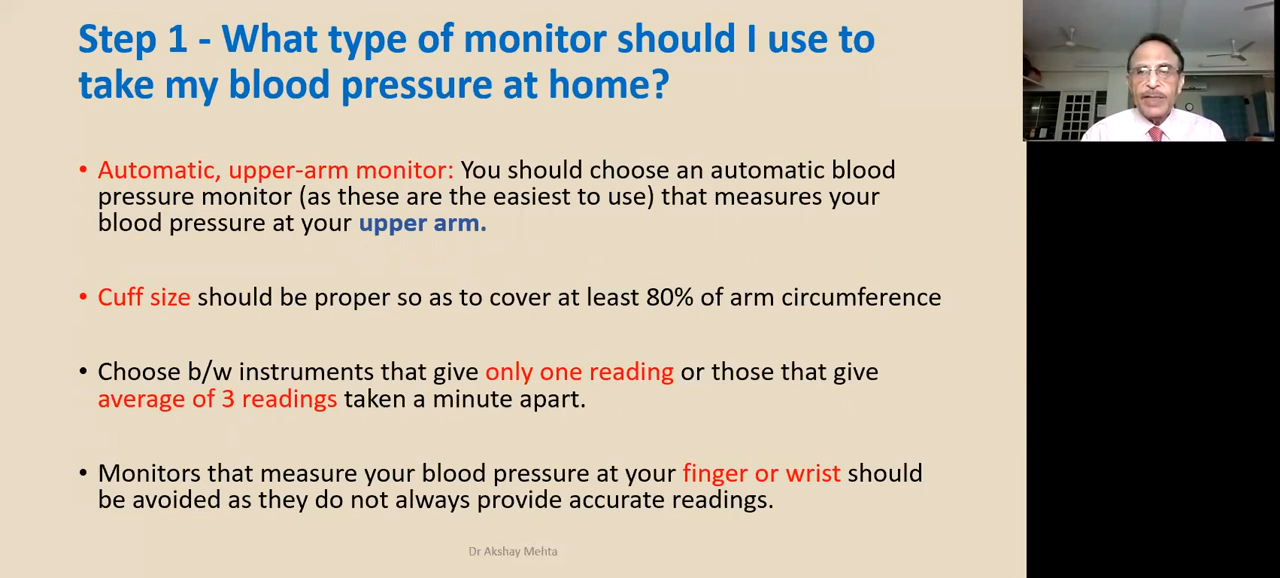 Step 1 - What type of monitor should I use to
take my blood pressure at home?
• Automatic, upper-arm monitor: You should choose an automatic blood
pressure monitor (as these are the easiest to use) that measures your
blood pressure at your upper arm.
• Cuff size should be proper so as to cover at least 80% of arm circumference
• Choose b/w instruments that give only one reading or those that give
average of 3 readings taken a minute apart.
• Monitors that measure your blood pressure at your finger or wrist should
be avoided as they do not always provide accurate readings.
Dr Akshay Mehta